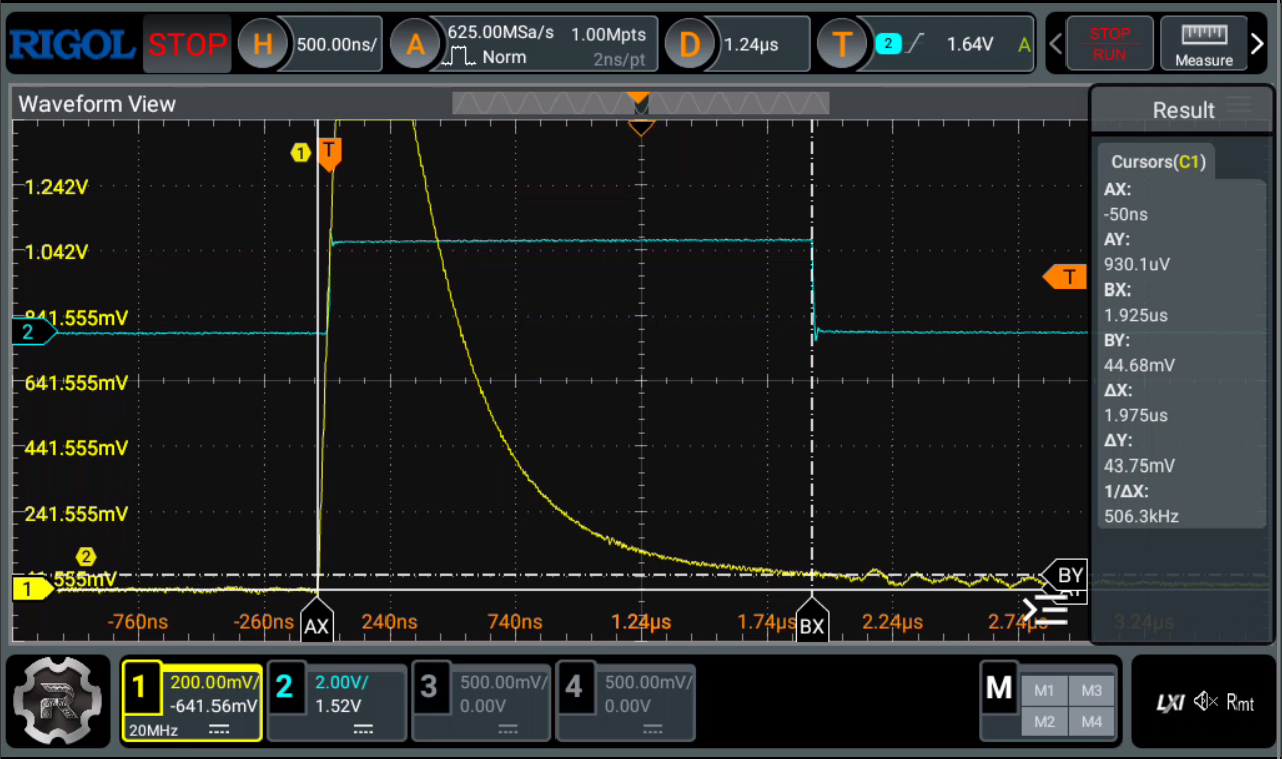 RIGOL STOP H 500.00ns/ A 625.00MSa/s 1.00Mpts D 1.24µs T 2 1.64V A STOP RUN Measure
Norm 2ns/pt
Waveform View
Result
1 T
Cursors(C1)
1.242V
AX:
-50ns
AY:
1.042V
930.1uV
T
BX:
841.555mV
1.925us
2
BY:
44.68mV
641.555mV
ΔX:
1.975us
441.555mV
ΔY:
43.75mV
1/ΔX:
241.555mV
506.3kHz
2
555mV
BY
1
-760ns -260ns AX 240ns 740ns 1.24µs 1.74µs BX 2.24µs 2.74µs 3.24µs
1 200.00mV/ 2 2.00V/ 3 500.00mV/ 4 500.00mV/ M M1 M3
-641.56mV 1.52V 0.00V 0.00V M2 M4
20MHz
LXI Rmt